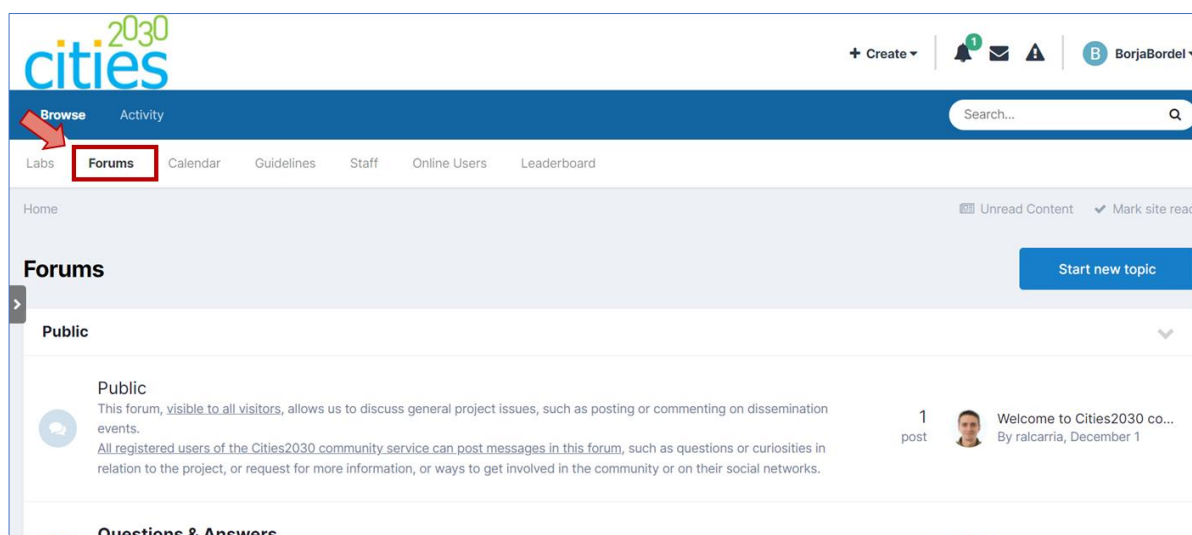 cities 2030
+ Create
1
B BorjaBordel
Browse Activity
Search...
Labs Forums Calendar Guidelines Staff Online Users Leaderboard
Home
Unread Content Mark site read
Forums
Start new topic
Public
Public
This forum, visible to all visitors, allows us to discuss general project issues, such as posting or commenting on dissemination
events.
All registered users of the Cities2030 community service can post messages in this forum, such as questions or curiosities in
relation to the project, or request for more information, or ways to get involved in the community or on their social networks.
1
post
Welcome to Cities2030 co...
By ralcarria, December 1
Questions & Answers